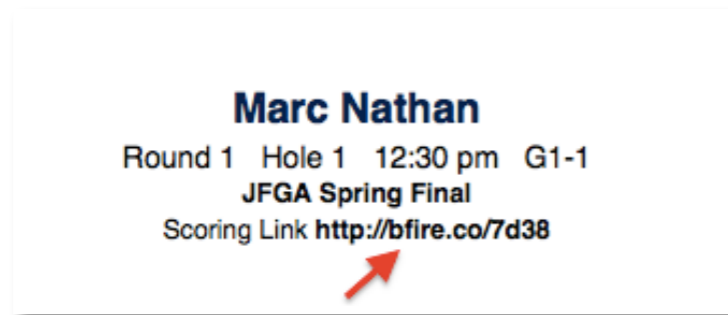 Marc Nathan
Round 1 Hole 1 12:30 pm G1-1
JFGA Spring Final
Scoring Link http://bfire.co/7d38